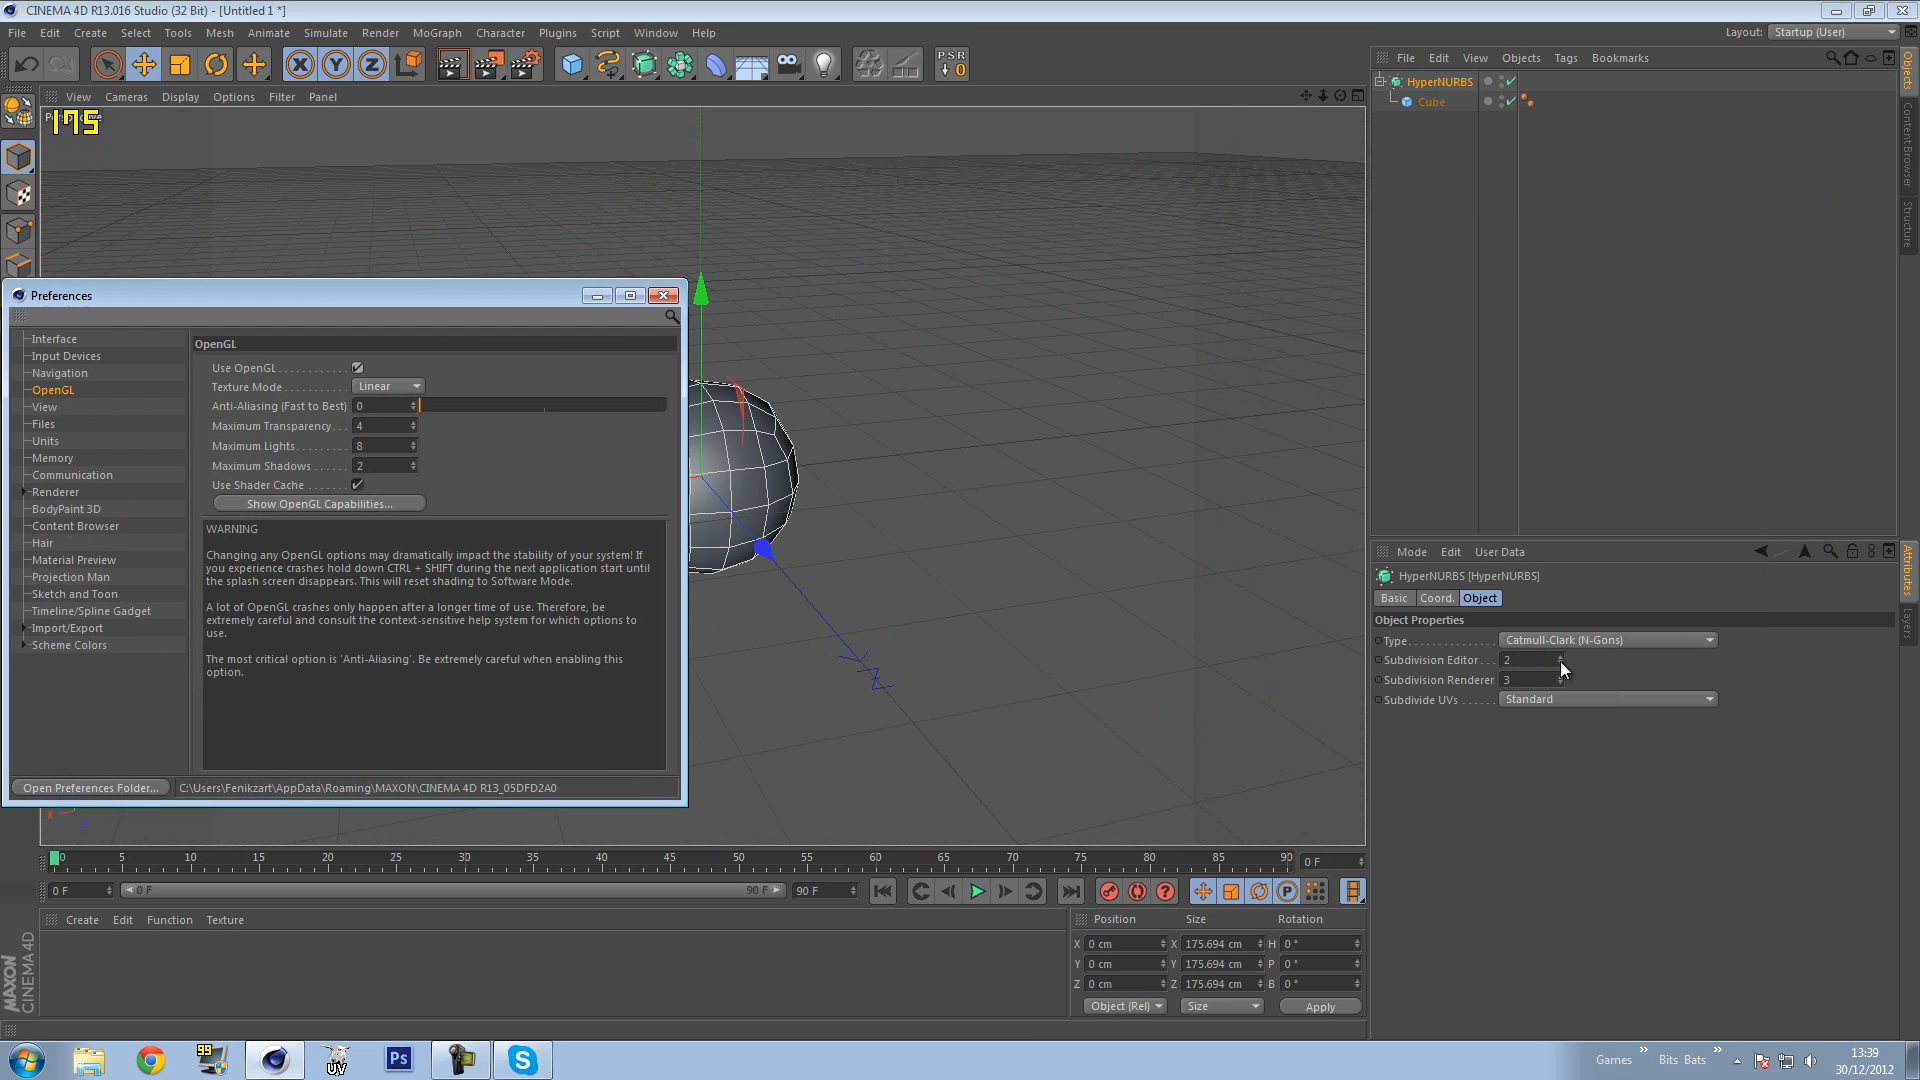 CINEMA 4D R13.016 Studio (32 Bit) - [Untitled 1 *]
File Edit Create Select Tools Mesh Animate Simulate Render MoGraph Character Plugins Script Window Help
Layout: Startup (User)
X Y Z PSR 0
View Cameras Display Options Filter Panel
175
File Edit View Objects Tags Bookmarks
HyperNURBS
Cube
Objects
Content Browser
Structure
Preferences
Interface
Input Devices
Navigation
OpenGL
View
Files
Units
Memory
Communication
Renderer
BodyPaint 3D
Content Browser
Hair
Material Preview
Projection Man
Sketch and Toon
Timeline/Spline Gadget
Import/Export
Scheme Colors
OpenGL
Use OpenGL
Texture Mode Linear
Anti-Aliasing (Fast to Best) 0
Maximum Transparency 4
Maximum Lights 8
Maximum Shadows 2
Use Shader Cache
Show OpenGL Capabilities...
WARNING
Changing any OpenGL options may dramatically impact the stability of your system! If
you experience crashes hold down CTRL + SHIFT during the next application start until
the splash screen disappears. This will reset shading to Software Mode.
A lot of OpenGL crashes only happen after a longer time of use. Therefore, be
extremely careful and consult the context-sensitive help system for which options to
use.
The most critical option is 'Anti-Aliasing'. Be extremely careful when enabling this
option.
Open Preferences Folder... C:\Users\Fenikzart\AppData\Roaming\MAXON\CINEMA 4D R13_05DFD2A0
Z
Mode Edit User Data
HyperNURBS [HyperNURBS]
Basic Coord. Object
Object Properties
Type Catmull-Clark (N-Gons)
Subdivision Editor 2
Subdivision Renderer 3
Subdivide UVs Standard
Attributes
Layers
0 5 10 15 20 25 30 35 40 45 50 55 60 65 70 75 80 85 90 0 F
0 F 0 F 90 F 90 F
Create Edit Function Texture
Position Size Rotation
X 0 cm X 175.694 cm H 0 °
Y 0 cm Y 175.694 cm P 0 °
Z 0 cm Z 175.694 cm B 0 °
Object (Rel) Size Apply
MAXON
CINEMA 4D
99
UV
Ps
Games » Bits Bats »
13:39
30/12/2012